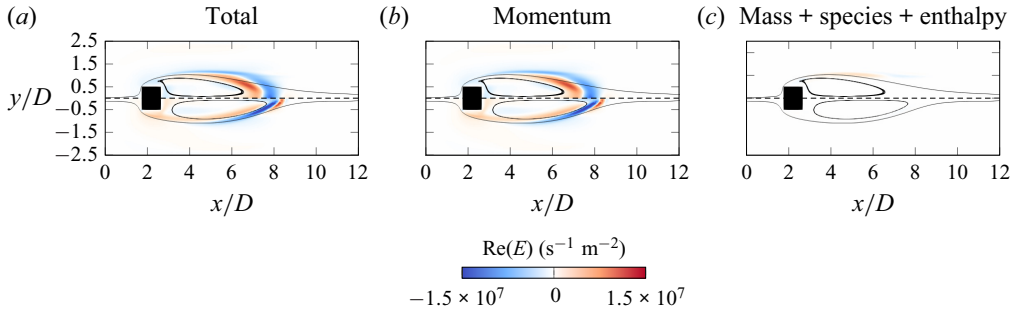 (a) Total (b) Momentum (c) Mass + species + enthalpy
2.5
1.5
0.5
−0.5
−1.5
−2.5
y/D
0 2 4 6 8 10 12 0 2 4 6 8 10 12 0 2 4 6 8 10 12
x/D x/D x/D
Re(E) (s⁻¹ m⁻²)
−1.5 × 10⁷ 0 1.5 × 10⁷